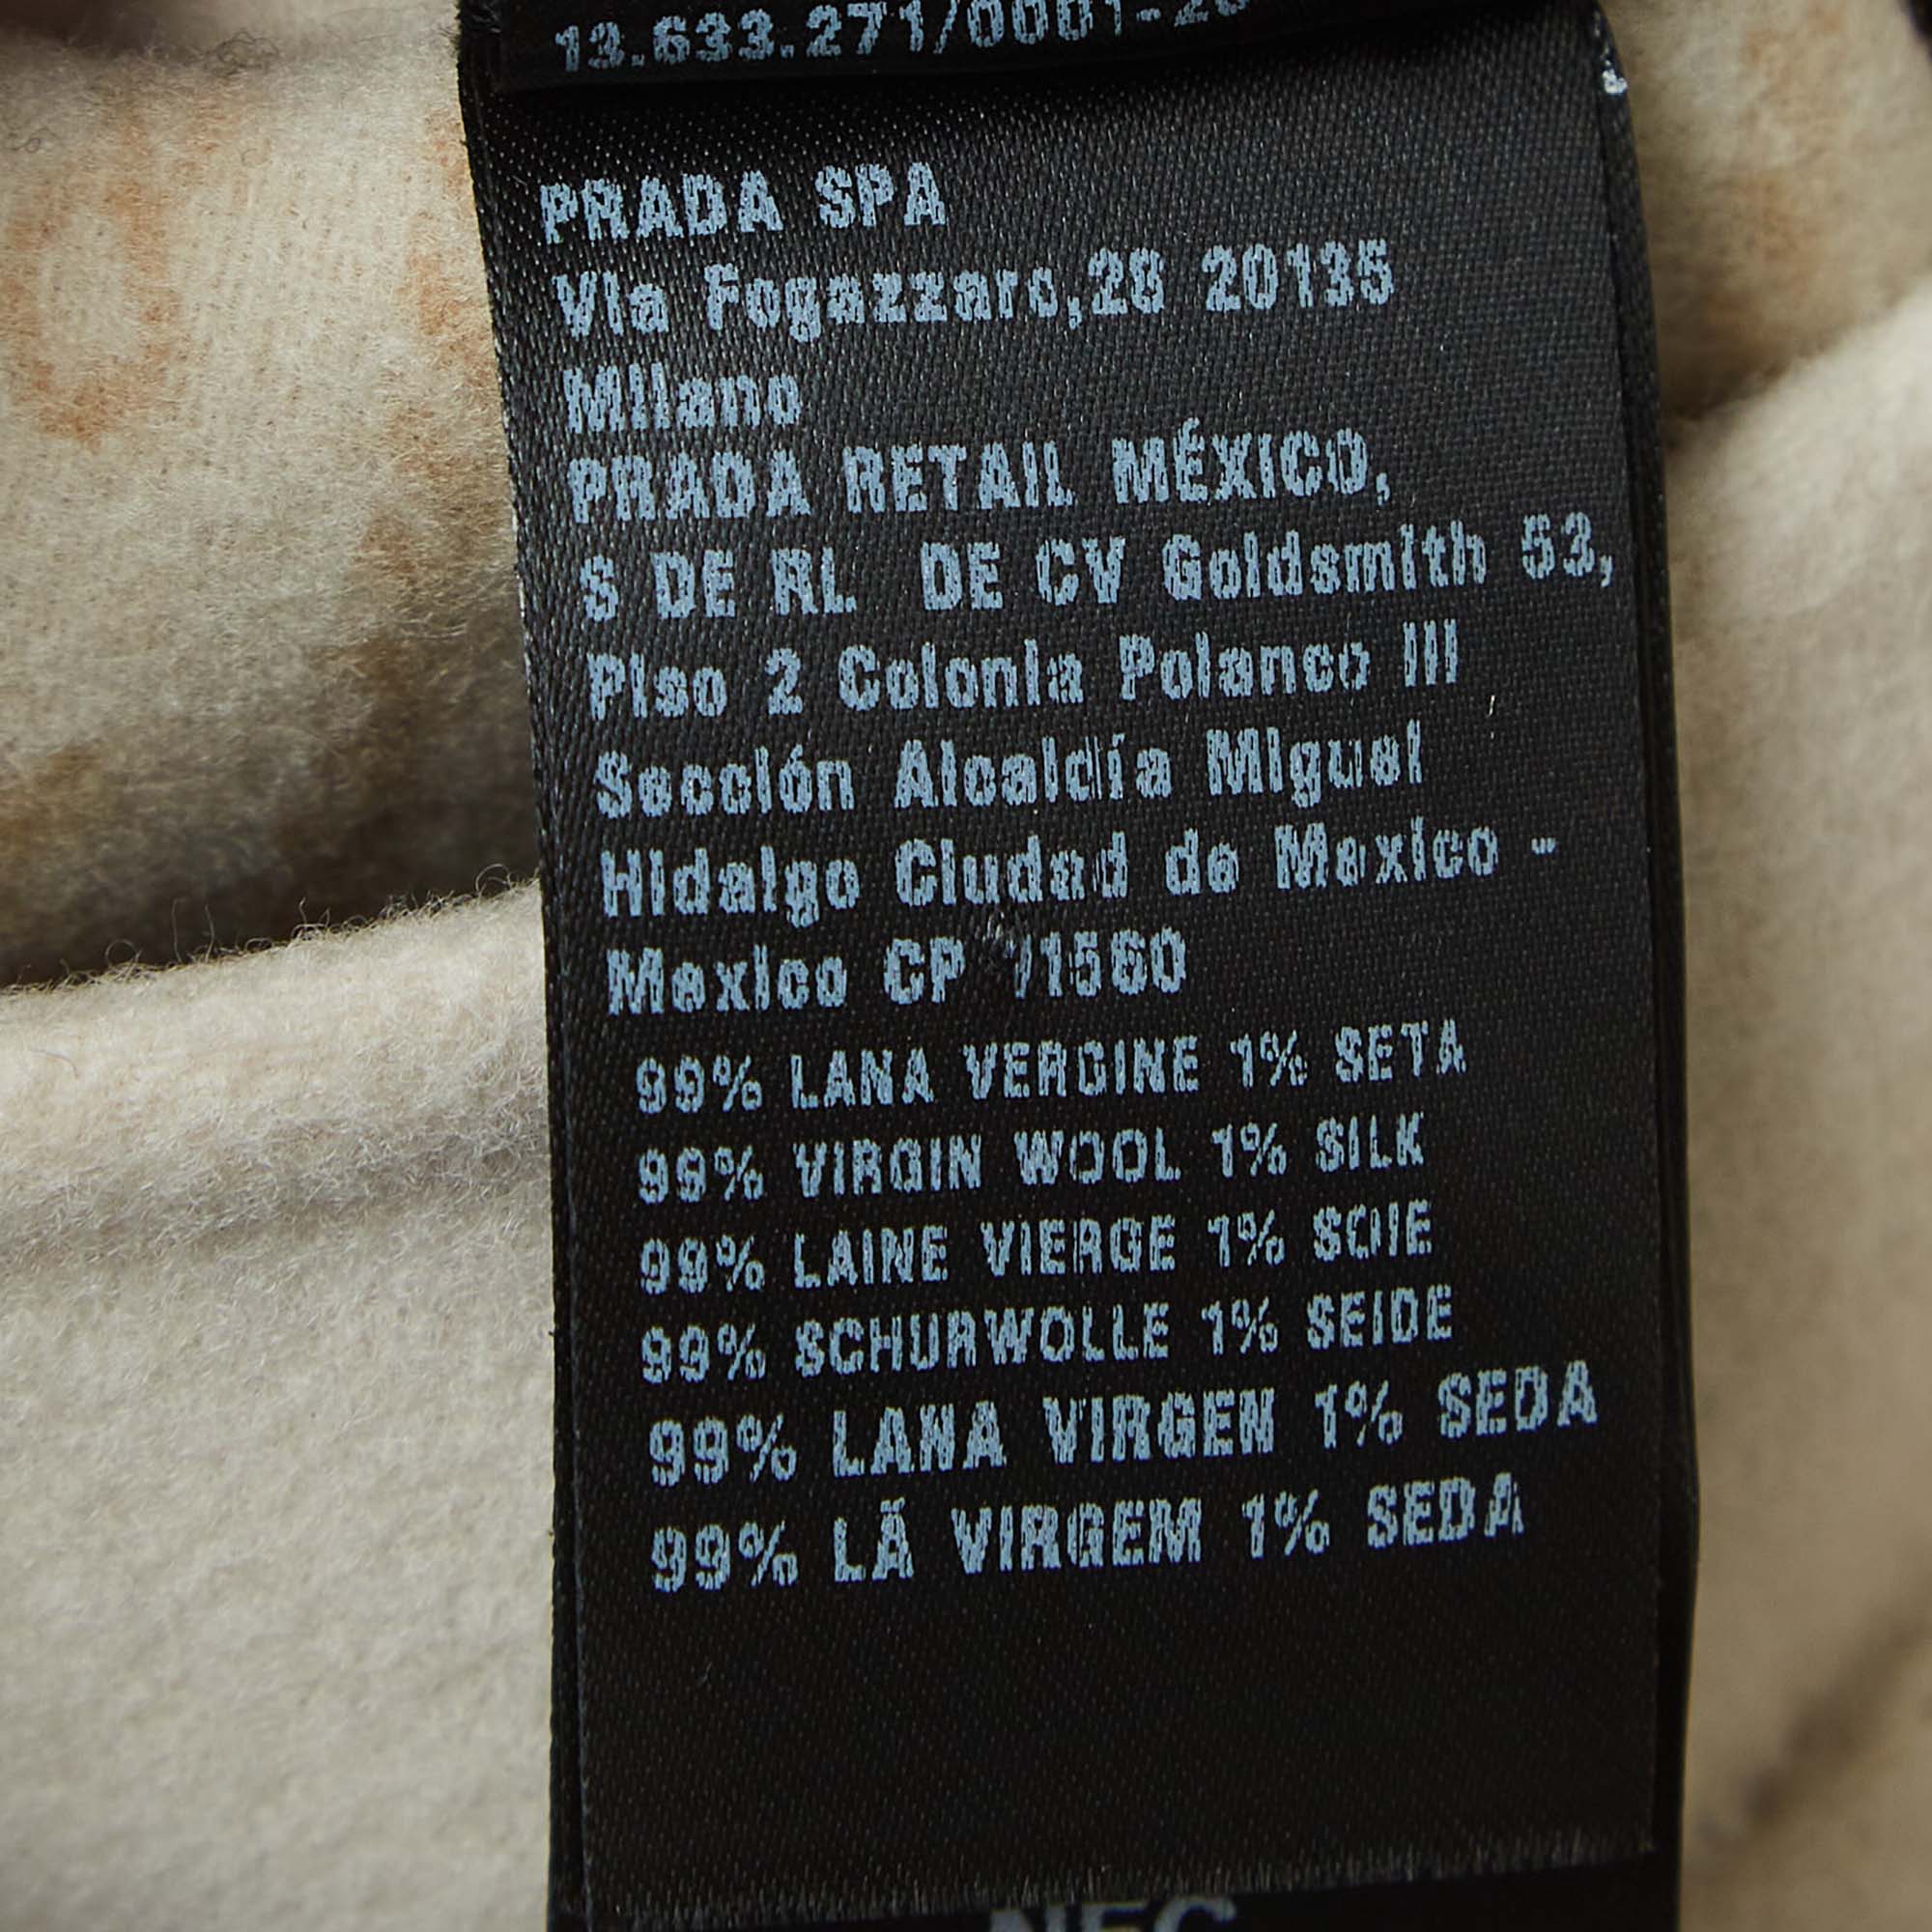 13.633.271/0001-26
PRADA SPA
Via Fogazzaro,28 20135
Milano
PRADA RETAIL MÉXICO,
S DE RL DE CV Goldsmith 53,
Piso 2 Colonia Polanco III
Sección Alcaldía Miguel
Hidalgo Ciudad de Mexico -
Mexico CP 11560
99% LANA VERGINE 1% SETA
99% VIRGIN WOOL 1% SILK
99% LAINE VIERGE 1% SOIE
99% SCHURWOLLE 1% SEIDE
99% LANA VIRGEN 1% SEDA
99% LÃ VIRGEM 1% SEDA